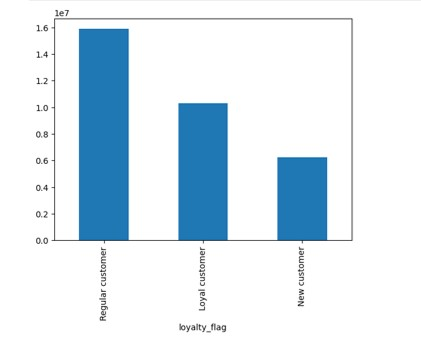 1e7
1.6
1.4
1.2
1.0
0.8
0.6
0.4
0.2
0.0
Regular customer
Loyal customer
New customer
loyalty_flag